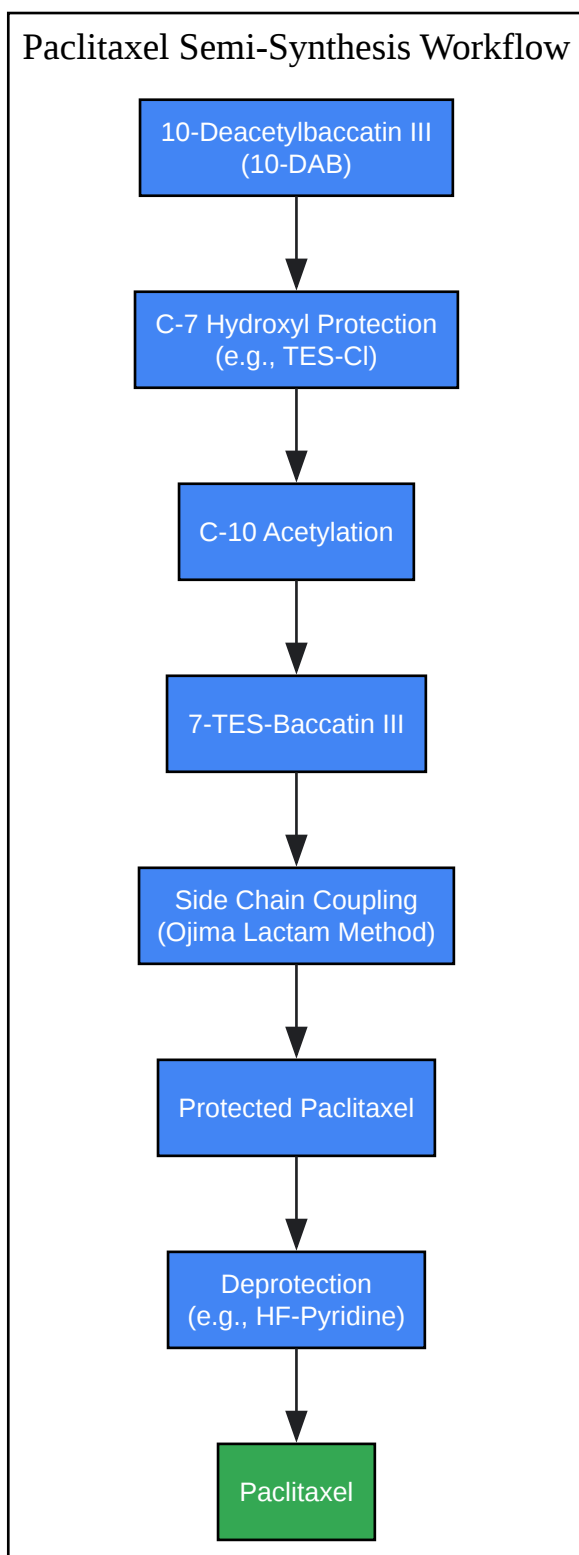 Paclitaxel Semi-Synthesis Workflow
10-Deacetylbaccatin III
(10-DAB)
C-7 Hydroxyl Protection
(e.g., TES-Cl)
C-10 Acetylation
7-TES-Baccatin III
Side Chain Coupling
(Ojima Lactam Method)
Protected Paclitaxel
Deprotection
(e.g., HF-Pyridine)
Paclitaxel